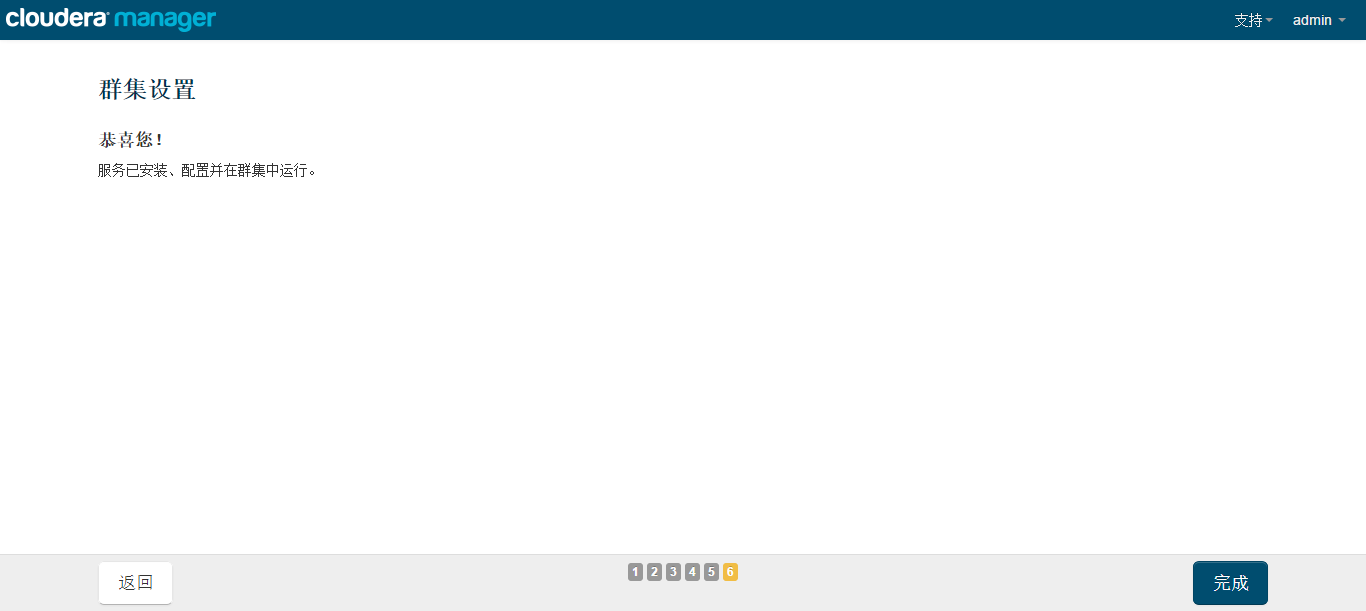 cloudera manager
支持 admin
群集设置
恭喜您！
服务已安装、配置并在群集中运行。
返回 1 2 3 4 5 6 完成